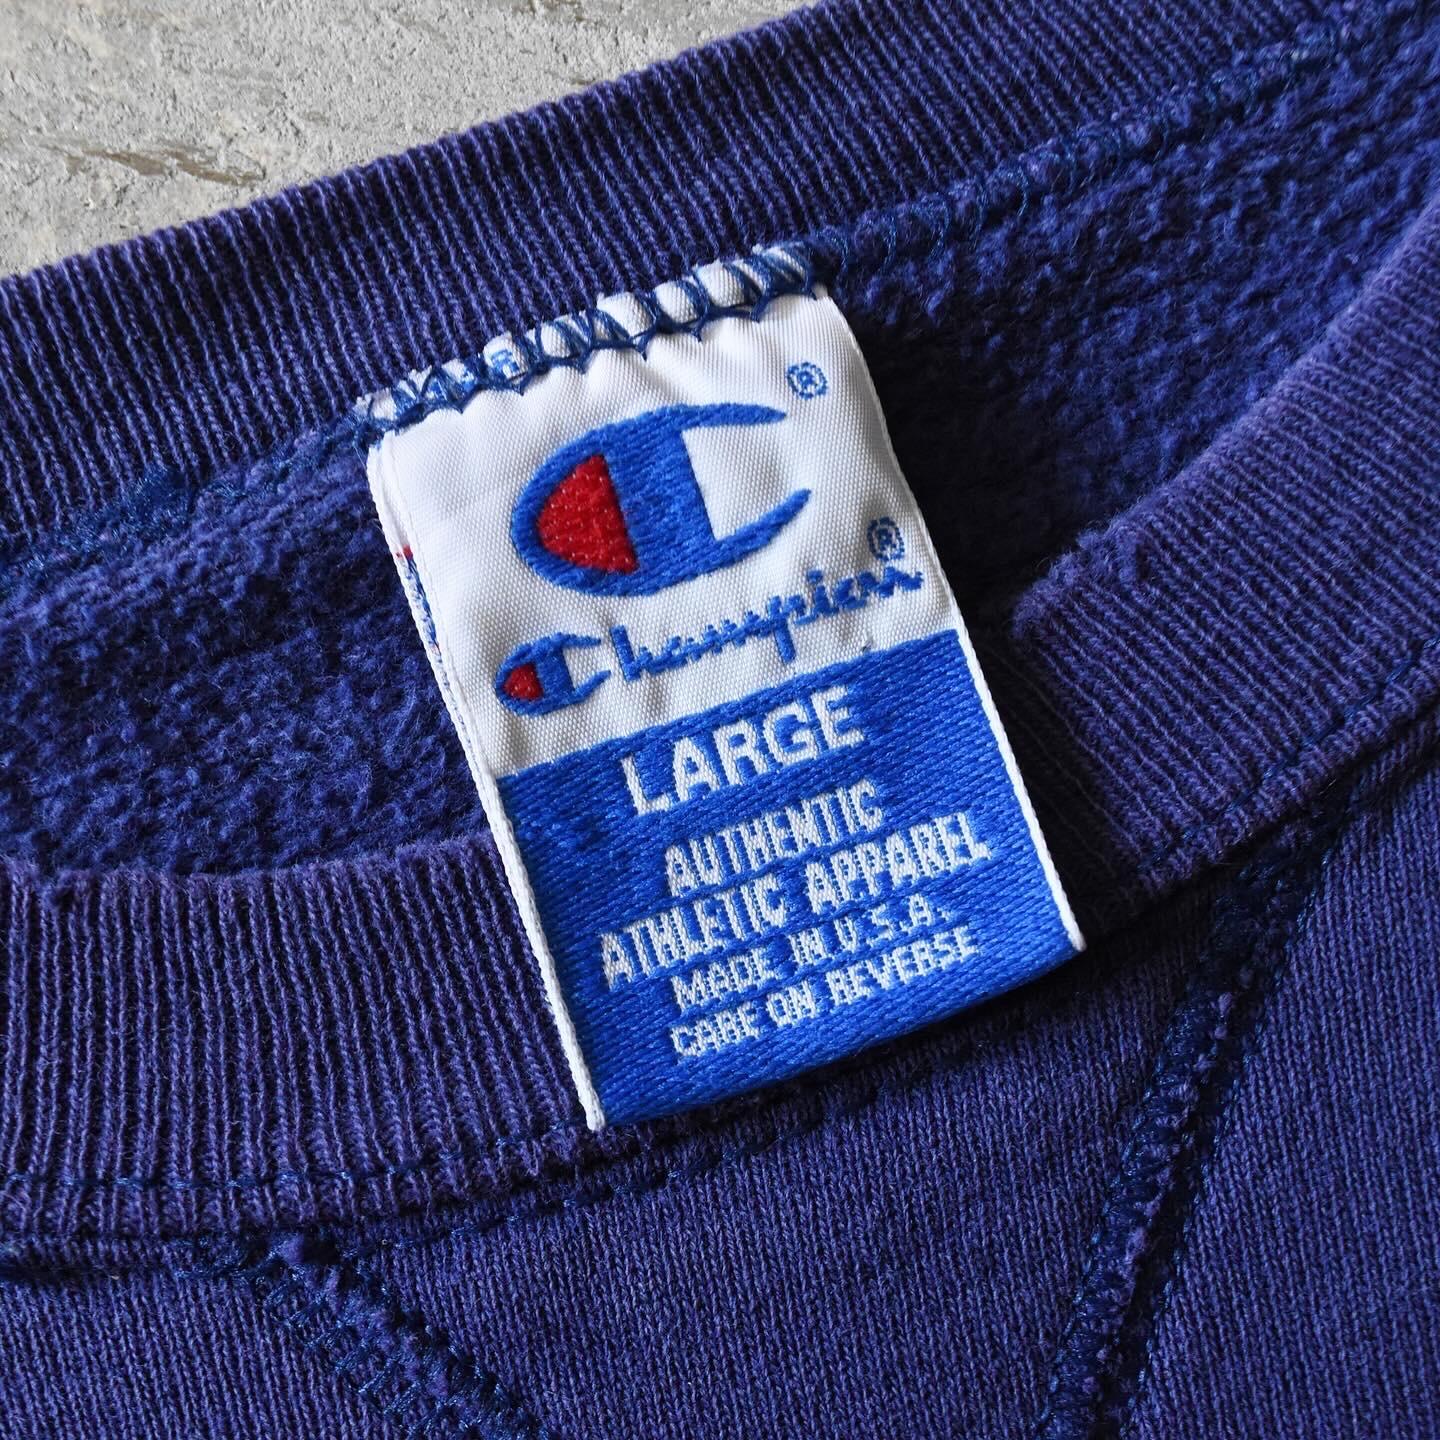 ®
Champion®
LARGE
AUTHENTIC
ATHLETIC APPAREL
MADE IN U.S.A.
CARE ON REVERSE